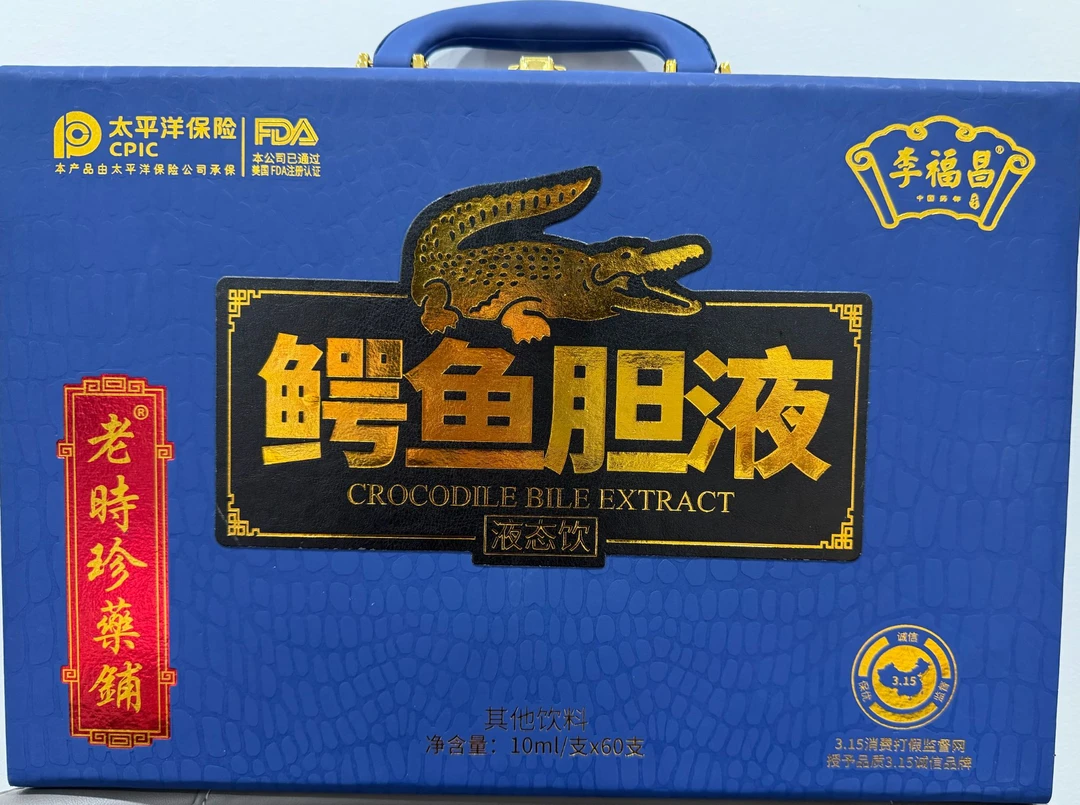 太平洋保险
CPIC
本产品由太平洋保险公司承保
FDA
本公司已通过
美国FDA注册认证
李福昌®
鳄鱼胆液
CROCODILE BILE EXTRACT
液态饮
老時珍藥鋪®
诚信
保优
3.15
监督
其他饮料
净含量：10ml/支x60支
3.15消费打假监督网
授予品质3.15诚信品牌